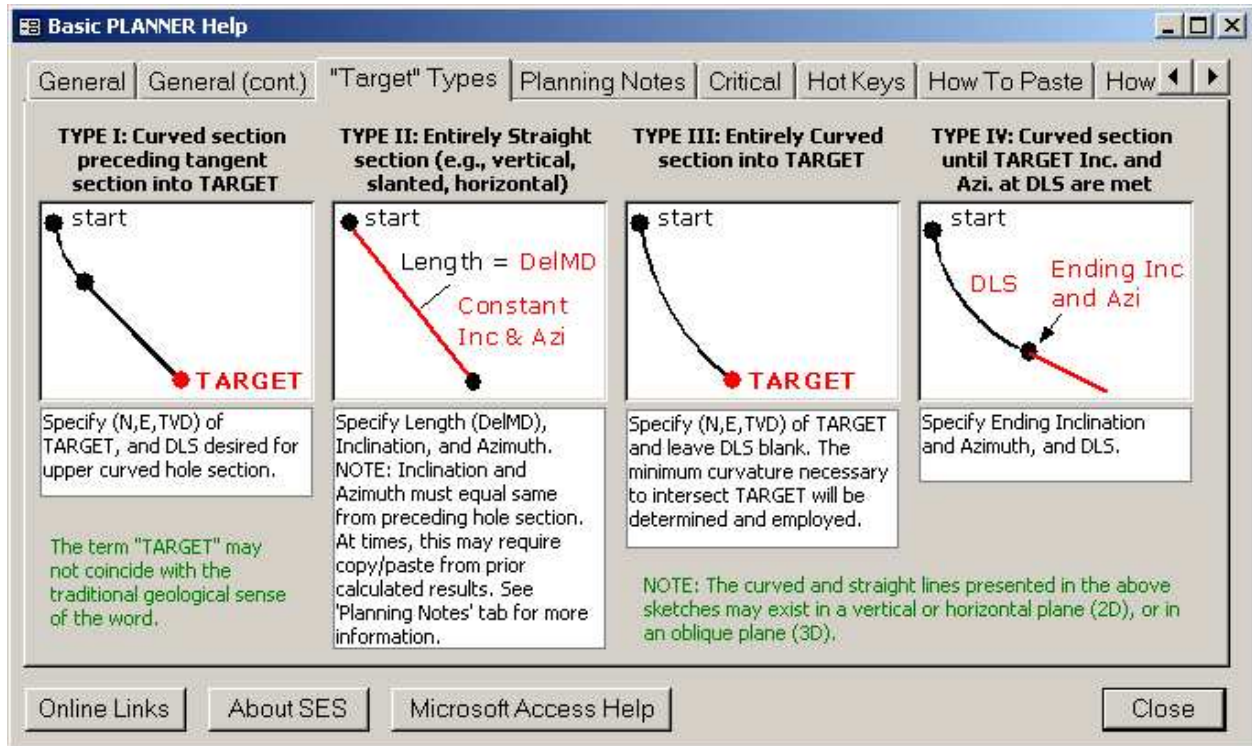 Basic PLANNER Help
General
General (cont.)
"Target" Types
Planning Notes
Critical
Hot Keys
How To Paste
How
TYPE I: Curved section
preceding tangent
section into TARGET
start
TARGET
Specify (N,E,TVD) of
TARGET, and DLS desired for
upper curved hole section.
The term "TARGET" may
not coincide with the
traditional geological sense
of the word.
TYPE II: Entirely Straight
section (e.g., vertical,
slanted, horizontal)
start
Length = DelMD
Constant
Inc & Azi
Specify Length (DelMD),
Inclination, and Azimuth.
NOTE: Inclination and
Azimuth must equal same
from preceding hole section.
At times, this may require
copy/paste from prior
calculated results. See
'Planning Notes' tab for more
information.
TYPE III: Entirely Curved
section into TARGET
start
TARGET
Specify (N,E,TVD) of TARGET
and leave DLS blank. The
minimum curvature necessary
to intersect TARGET will be
determined and employed.
TYPE IV: Curved section
until TARGET Inc. and
Azi. at DLS are met
start
DLS
Ending Inc
and Azi
Specify Ending Inclination
and Azimuth, and DLS.
NOTE: The curved and straight lines presented in the above
sketches may exist in a vertical or horizontal plane (2D), or in
an oblique plane (3D).
Online Links
About SES
Microsoft Access Help
Close